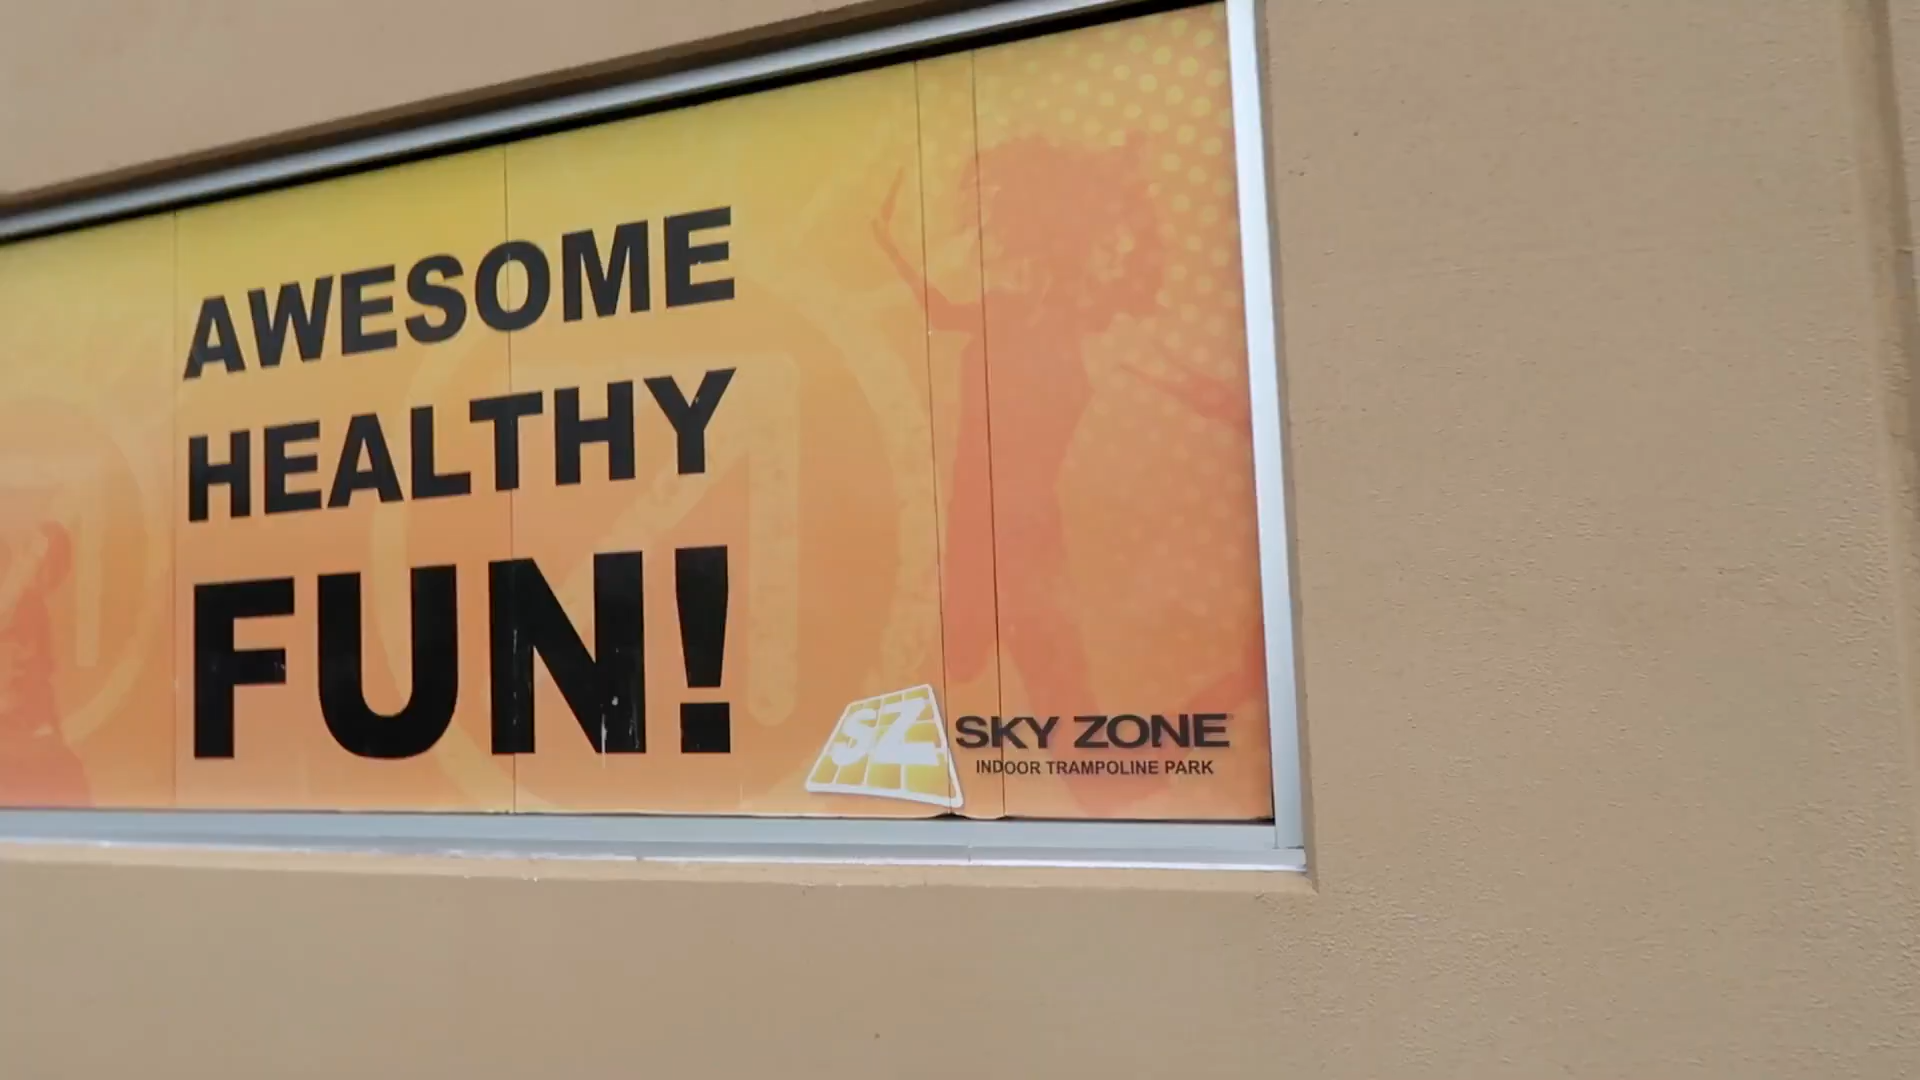 AWESOME
HEALTHY
FUN!
SZ
SKY ZONE
INDOOR TRAMPOLINE PARK